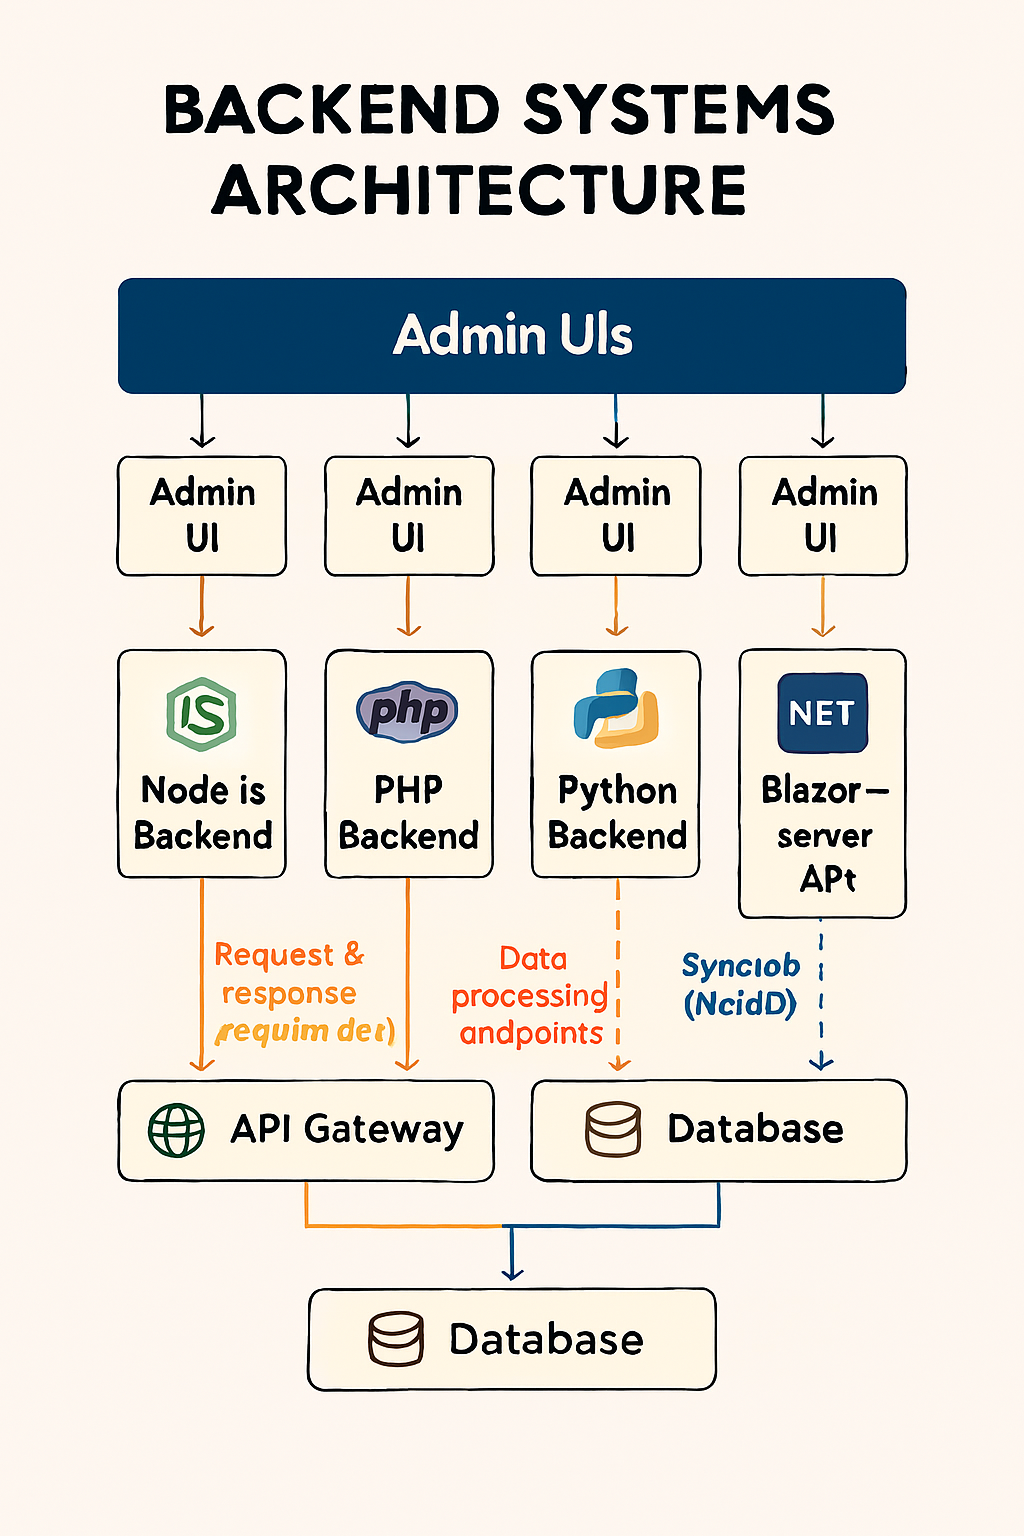 BACKEND SYSTEMS
ARCHITECTURE
Admin UIs
Admin
UI
Admin
UI
Admin
UI
Admin
UI
JS
Node is
Backend
php
PHP
Backend
Python
Backend
NET
Blazor–
server
APt
Request &
response
requim der)
Data
processing
andpoints
Synciob
(NcidD)
API Gateway
Database
Database